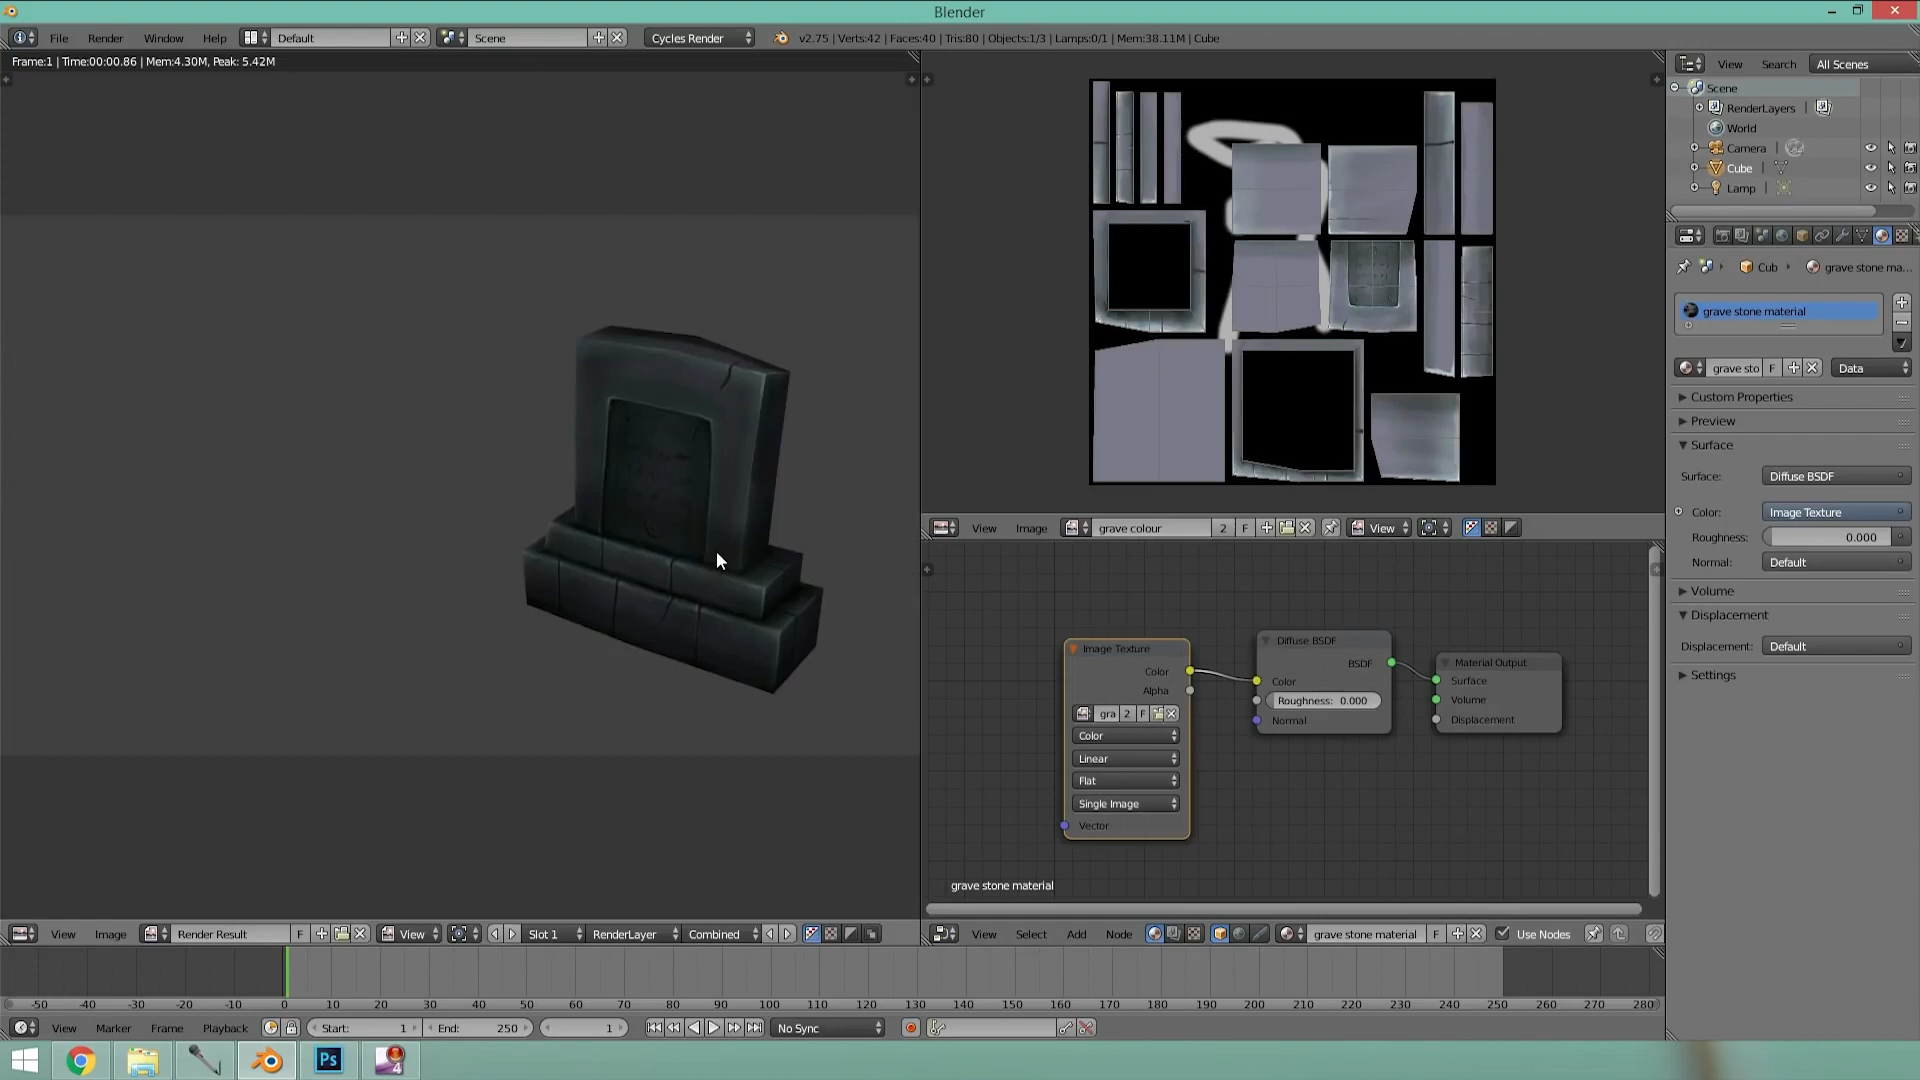 Blender
File Render Window Help Default Scene Cycles Render v2.75 | Verts:42 | Faces:40 | Tris:80 | Objects:1/3 | Lamps:0/1 | Mem:38.11M | Cube
Frame:1 | Time:00:00.86 | Mem:4.30M, Peak: 5.42M
View Search All Scenes
Scene
RenderLayers
World
Camera
Cube
Lamp
Cub grave stone ma...
grave stone material
grave sto F Data
Custom Properties
Preview
Surface
Surface: Diffuse BSDF
Color: Image Texture
Roughness: 0.000
Normal: Default
Volume
Displacement
Displacement: Default
Settings
View Image grave colour 2 F View
Image Texture
Color
Alpha
gra 2 F
Color
Linear
Flat
Single Image
Vector
Diffuse BSDF
BSDF
Color
Roughness: 0.000
Normal
Material Output
Surface
Volume
Displacement
grave stone material
View Image Render Result F View Slot 1 RenderLayer Combined
View Select Add Node grave stone material F Use Nodes
-50 -40 -30 -20 -10 0 10 20 30 40 50 60 70 80 90 100 110 120 130 140 150 160 170 180 190 200 210 220 230 240 250 260 270 280
View Marker Frame Playback Start: 1 End: 250 1 No Sync
Ps
4